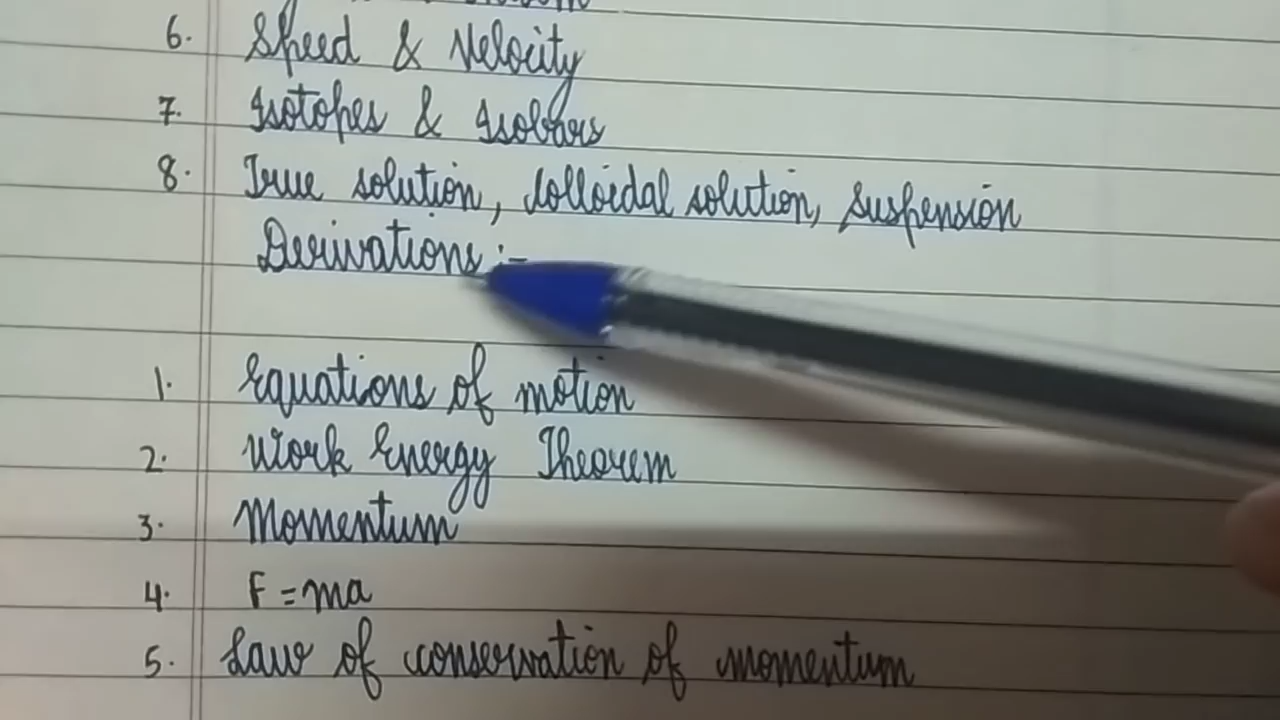 6. Speed & Velocity
7. Isotopes & Isobars
8. True solution, colloidal solution, suspension
Derivations :-
1. Equations of motion
2. Work Energy Theorem
3. Momentum
4. F = ma
5. Law of conservation of momentum